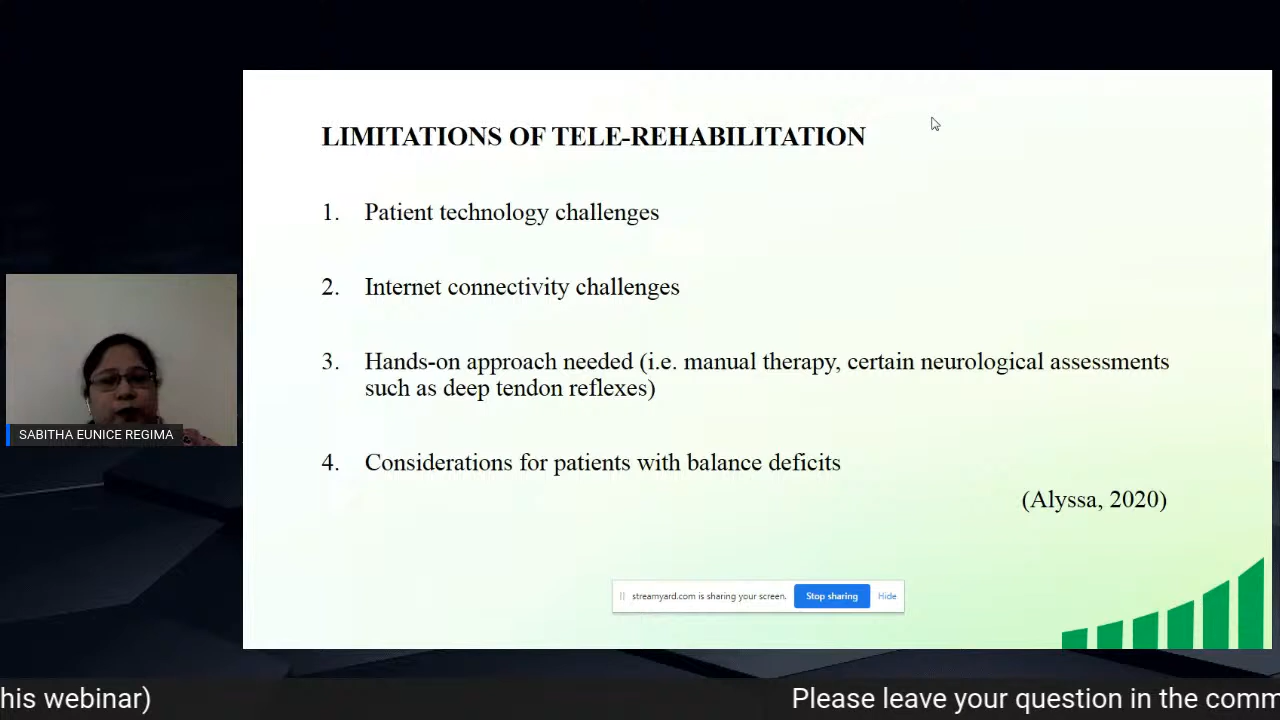 LIMITATIONS OF TELE-REHABILITATION
1. Patient technology challenges
2. Internet connectivity challenges
3. Hands-on approach needed (i.e. manual therapy, certain neurological assessments
such as deep tendon reflexes)
4. Considerations for patients with balance deficits
(Alyssa, 2020)
SABITHA EUNICE REGIMA
streamyard.com is sharing your screen.
Stop sharing
Hide
his webinar)
Please leave your question in the comm